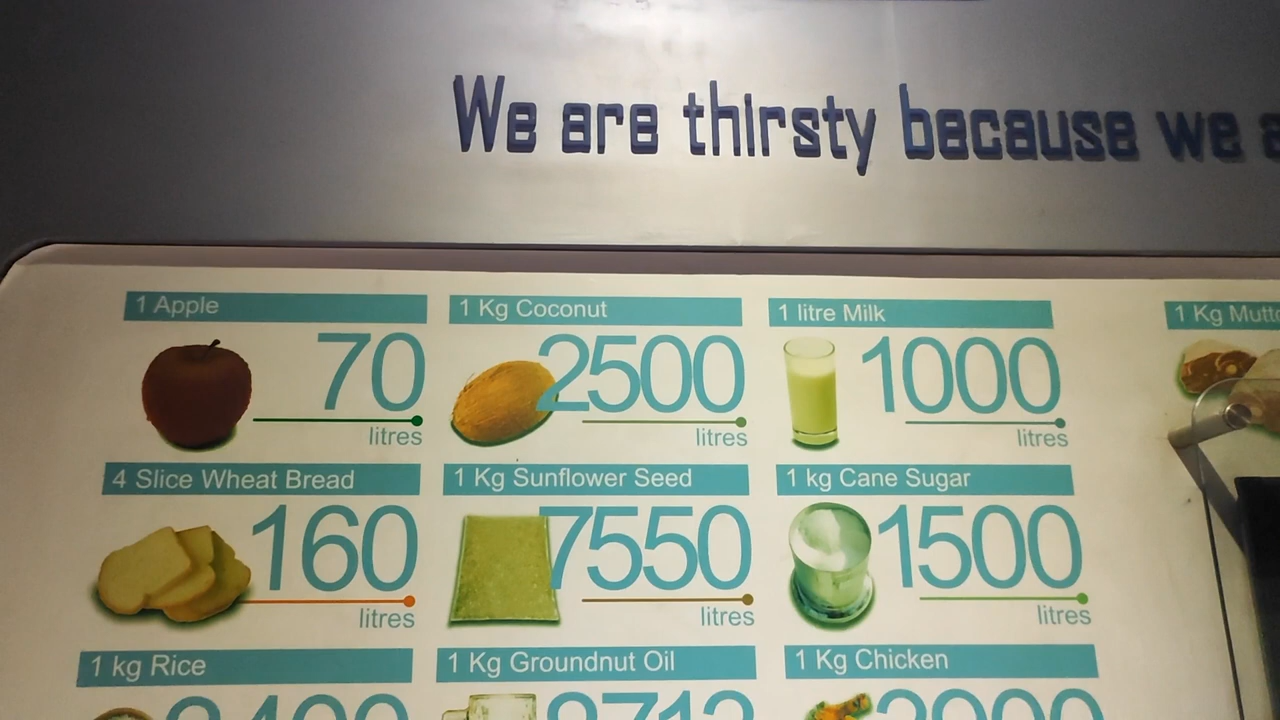 We are thirsty because we
1 Apple
70
litres
1 Kg Coconut
2500
litres
1 litre Milk
1000
litres
1 Kg
4 Slice Wheat Bread
160
litres
1 Kg Sunflower Seed
7550
litres
1 kg Cane Sugar
1500
litres
1 kg Rice
1 Kg Groundnut Oil
1 Kg Chicken